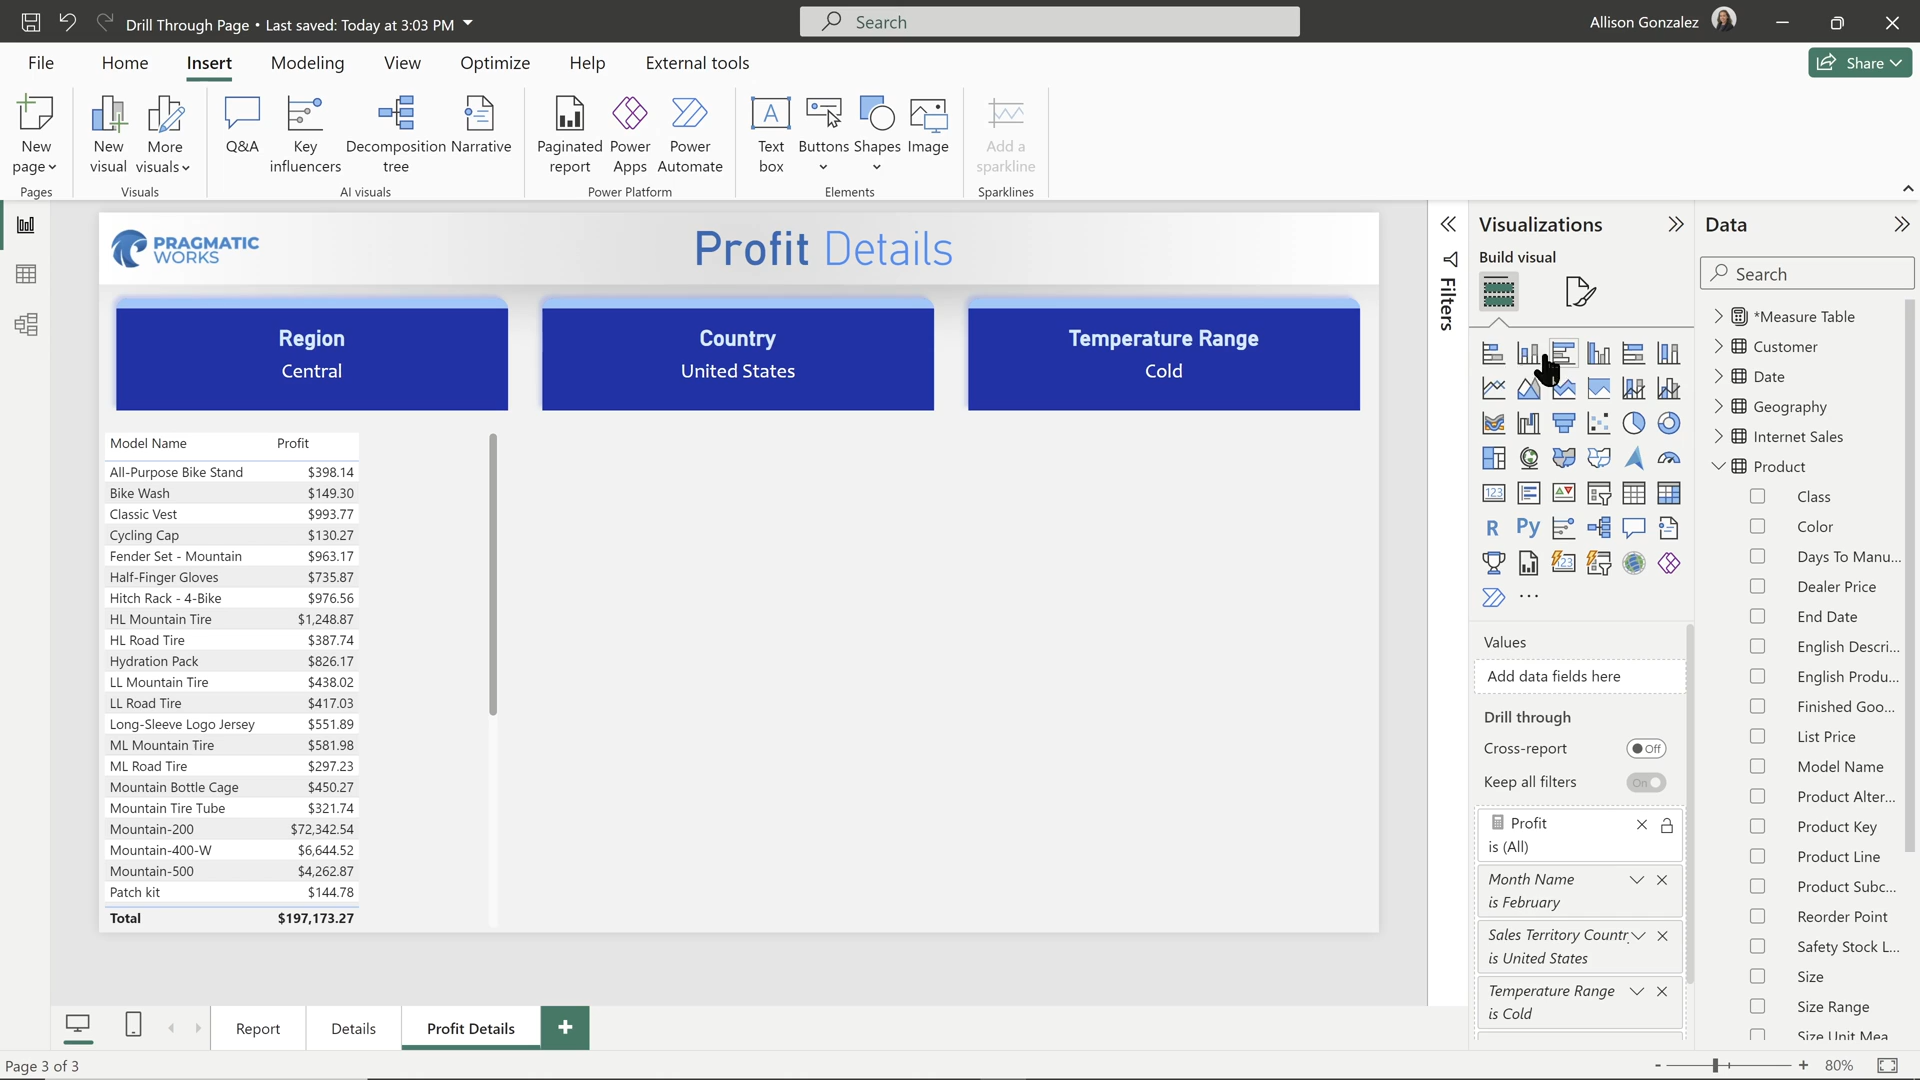 Drill Through Page • Last saved: Today at 3:03 PM
Search
Allison Gonzalez
File
Home
Insert
Modeling
View
Optimize
Help
External tools
Share
New page
New visual
More visuals
Q&A
Key influencers
Decomposition tree
Narrative
Paginated report
Power Apps
Power Automate
Text box
Buttons
Shapes
Image
Add a sparkline
Pages
Visuals
AI visuals
Power Platform
Elements
Sparklines
PRAGMATIC
WORKS
Profit Details
Region
Central
Country
United States
Temperature Range
Cold
Model Name Profit
All-Purpose Bike Stand $398.14
Bike Wash $149.30
Classic Vest $993.77
Cycling Cap $130.27
Fender Set - Mountain $963.17
Half-Finger Gloves $735.87
Hitch Rack - 4-Bike $976.56
HL Mountain Tire $1,248.87
HL Road Tire $387.74
Hydration Pack $826.17
LL Mountain Tire $438.02
LL Road Tire $417.03
Long-Sleeve Logo Jersey $551.89
ML Mountain Tire $581.98
ML Road Tire $297.23
Mountain Bottle Cage $450.27
Mountain Tire Tube $321.74
Mountain-200 $72,342.54
Mountain-400-W $6,644.52
Mountain-500 $4,262.87
Patch kit $144.78
Total $197,173.27
Filters
Visualizations
Build visual
123
R
Py
123
Values
Add data fields here
Drill through
Cross-report
Off
Keep all filters
On
Profit
is (All)
Month Name
is February
Sales Territory Countr
is United States
Temperature Range
is Cold
Data
Search
*Measure Table
Customer
Date
Geography
Internet Sales
Product
Class
Color
Days To Manu...
Dealer Price
End Date
English Descri...
English Produ...
Finished Goo...
List Price
Model Name
Product Alter...
Product Key
Product Line
Product Subc...
Reorder Point
Safety Stock L...
Size
Size Range
Size Unit Mea
Report
Details
Profit Details
Page 3 of 3
- + 80%